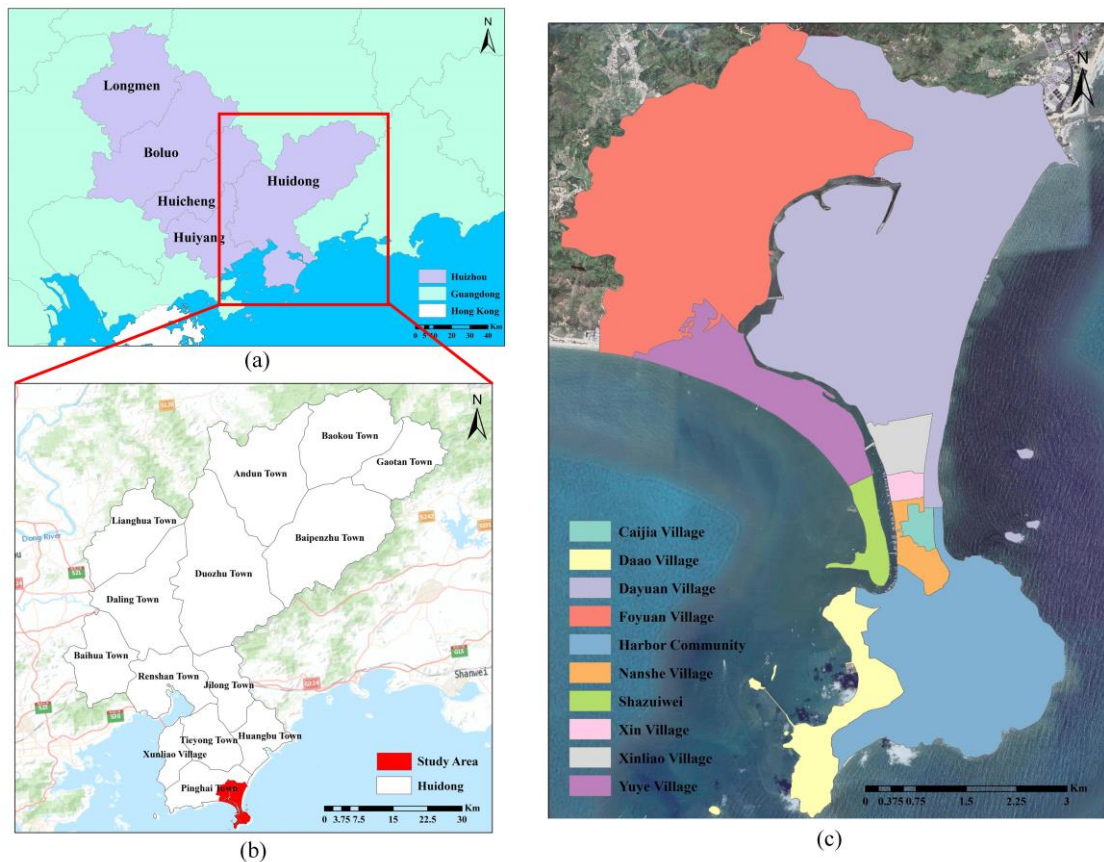 N
Longmen
Boluo
Huidong
Huicheng
Huiyang
Huizhou
Guangdong
Hong Kong
0 5 10 20 30 40
Km
(a)
N
Baokou Town
Gaotan Town
Andun Town
Lianghua Town
Baipenzhu Town
Dong River
Duozhu Town
Daling Town
Baihua Town
Renshan Town
Jilong Town
Shanwei
Tieyong Town
Huangbu Town
Xunliao Village
Pinghai Town
Study Area
Huidong
Km
0 3.75 7.5 15 22.5 30
(b)
N
Caijia Village
Daao Village
Dayuan Village
Foyuan Village
Harbor Community
Nanshe Village
Shazuiwei
Xin Village
Xinliao Village
Yuye Village
Km
0 0.375 0.75 1.5 2.25 3
(c)